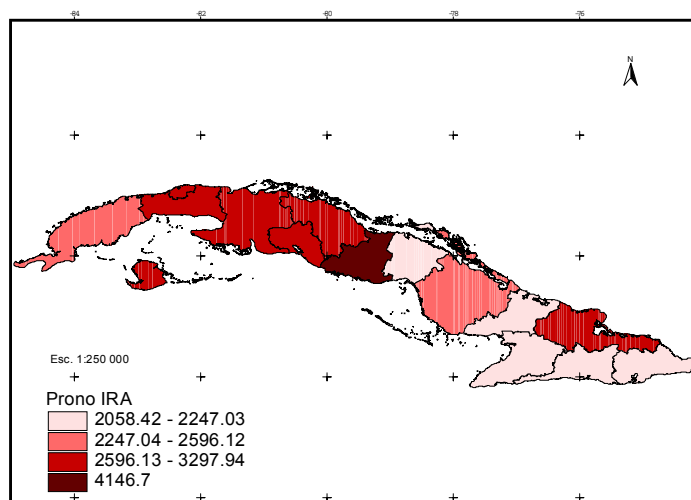 -84 -82 -80 -78 -76
N
Esc. 1:250 000
Prono IRA
2058.42 - 2247.03
2247.04 - 2596.12
2596.13 - 3297.94
4146.7